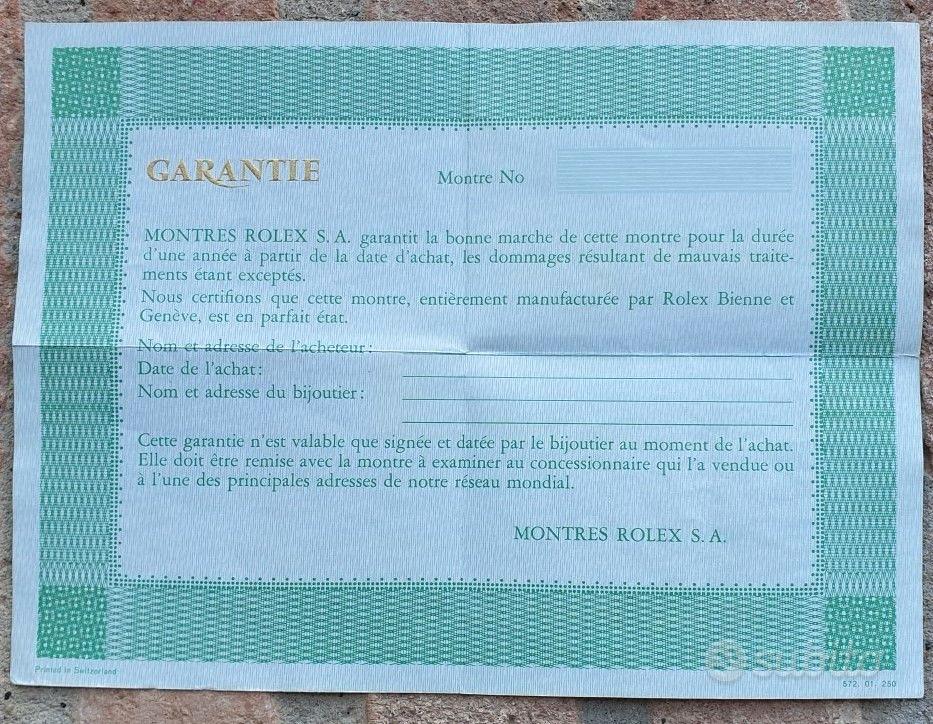 GARANTIE
Montre No
MONTRES ROLEX S. A. garantit la bonne marche de cette montre pour la durée
d'une année à partir de la date d'achat, les dommages résultant de mauvais traite-
ments étant exceptés.
Nous certifions que cette montre, entièrement manufacturée par Rolex Bienne et
Genève, est en parfait état.
Nom et adresse de l'acheteur:
Date de l'achat:
Nom et adresse du bijoutier:
Cette garantie n'est valable que signée et datée par le bijoutier au moment de l'achat.
Elle doit être remise avec la montre à examiner au concessionnaire qui l'a vendue ou
à l'une des principales adresses de notre réseau mondial.
MONTRES ROLEX S. A.
Printed in Switzerland
subito
572. 01. 250